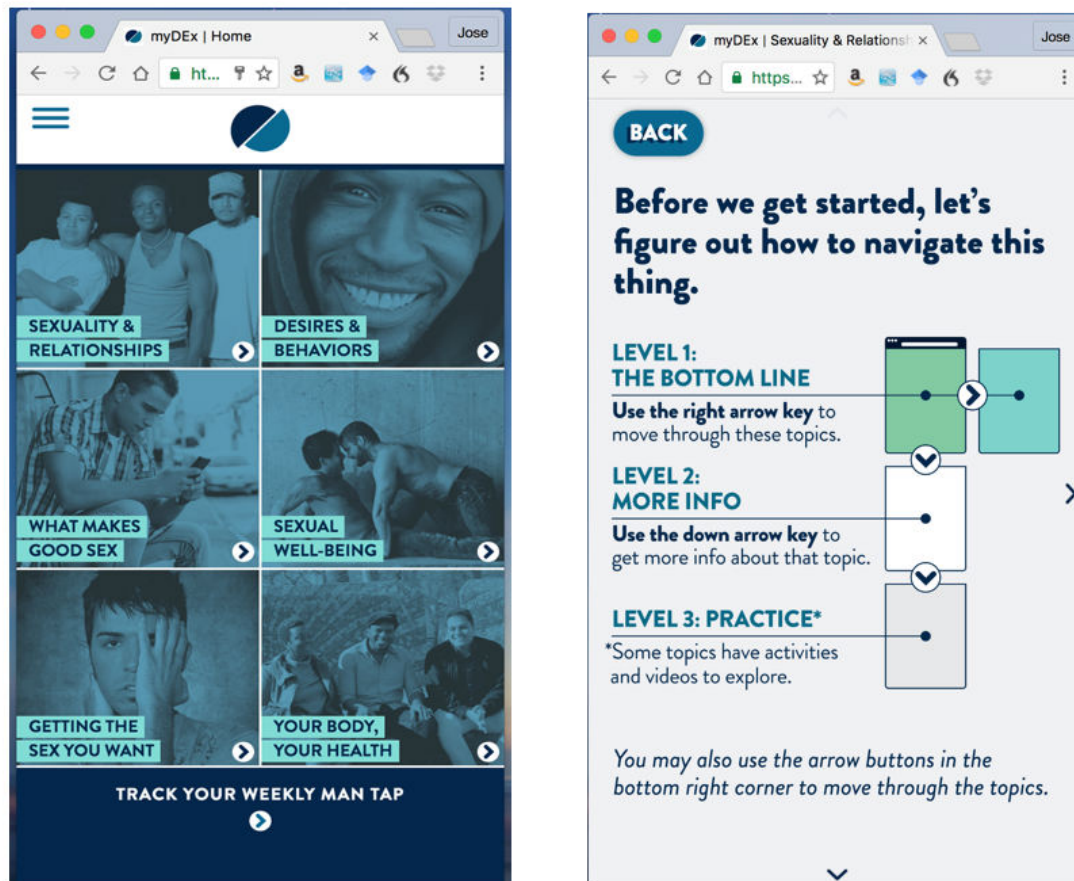 myDEx | Home
Jose
ht...
SEXUALITY &
RELATIONSHIPS
DESIRES &
BEHAVIORS
WHAT MAKES
GOOD SEX
SEXUAL
WELL-BEING
GETTING THE
SEX YOU WANT
YOUR BODY,
YOUR HEALTH
TRACK YOUR WEEKLY MAN TAP
myDEx | Sexuality & Relations
Jose
https...
BACK
Before we get started, let's
figure out how to navigate this
thing.
LEVEL 1:
THE BOTTOM LINE
Use the right arrow key to
move through these topics.
LEVEL 2:
MORE INFO
Use the down arrow key to
get more info about that topic.
LEVEL 3: PRACTICE*
*Some topics have activities
and videos to explore.
You may also use the arrow buttons in the
bottom right corner to move through the topics.